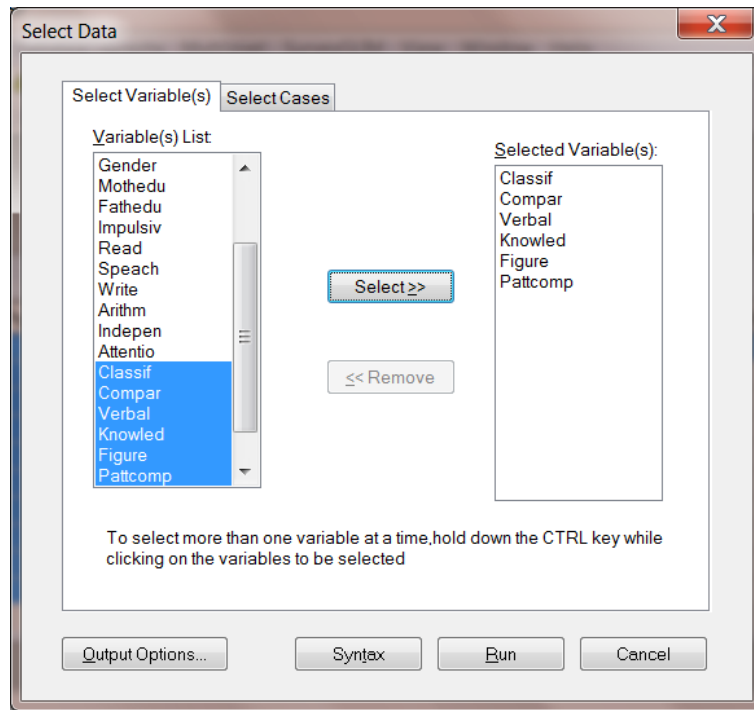 Select Data
X
Select Variable(s)
Select Cases
Variable(s) List:
Gender
Mothedu
Fathedu
Impulsiv
Read
Speach
Write
Arithm
Indepen
Attentio
Classif
Compar
Verbal
Knowled
Figure
Pattcomp
Select >>
<< Remove
Selected Variable(s):
Classif
Compar
Verbal
Knowled
Figure
Pattcomp
To select more than one variable at a time,hold down the CTRL key while
clicking on the variables to be selected
Output Options...
Syntax
Run
Cancel